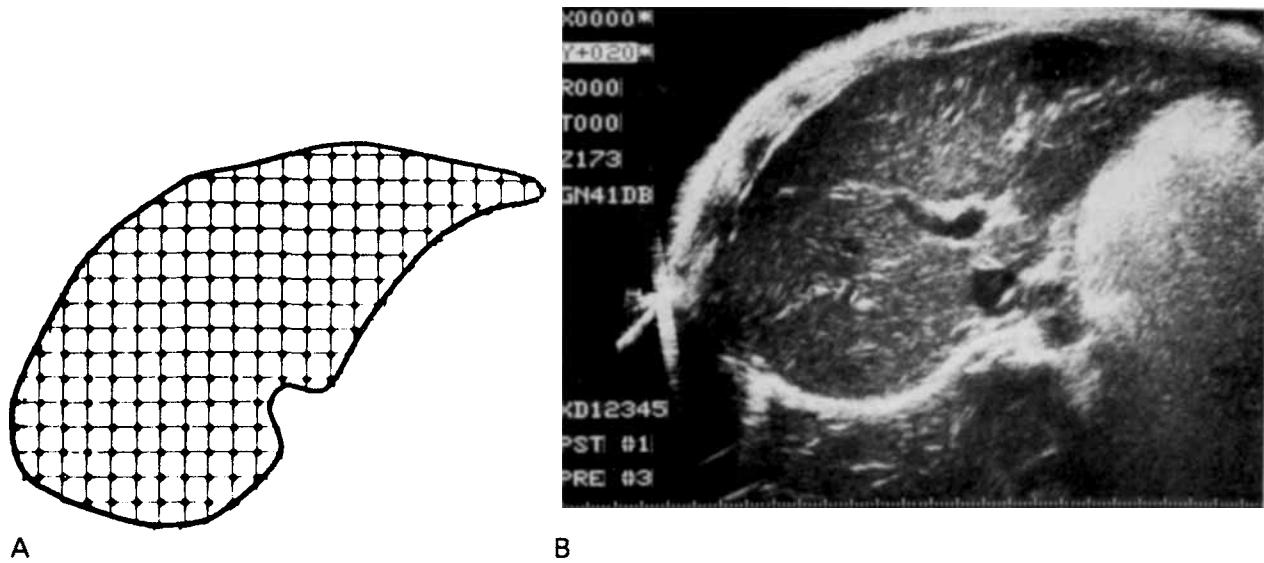 X0000*
Y+020*
R000
T000
Z173
GN41DB
XD12345
PST #1
PRE #3
A
B